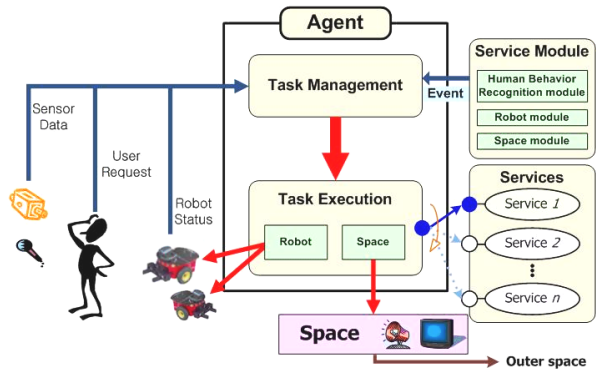 Agent
Service Module
Task Management
Human Behavior
Recognition module
Event
Robot module
Space module
Sensor
Data
User
Request
Robot
Status
Task Execution
Robot
Space
Services
Service 1
Service 2
Service n
Space
Outer space